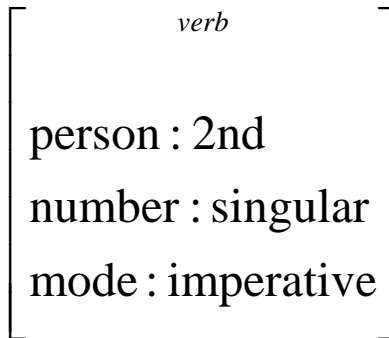 verb
person : 2nd
number : singular
mode : imperative